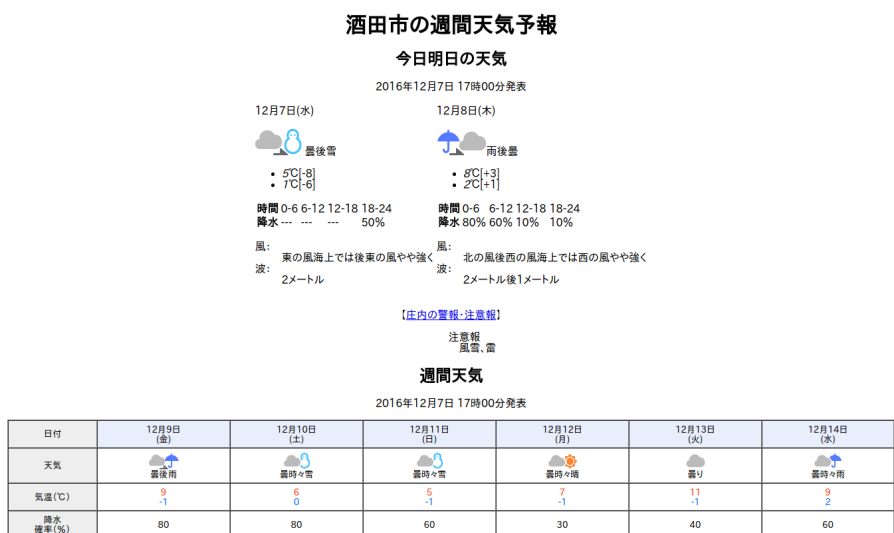 酒田市の週間天気予報
今日明日の天気
2016年12月7日 17時00分発表
12月7日(水)
曇後雪
5℃[-8]
1℃[-6]
時間 0-6 6-12 12-18 18-24
降水 --- --- --- 50%
風:
東の風海上では後東の風やや強く
波:
2メートル
12月8日(木)
雨後曇
8℃[+3]
2℃[+1]
時間 0-6 6-12 12-18 18-24
降水 80% 60% 10% 10%
風:
北の風後西の風海上では西の風やや強く
波:
2メートル後1メートル
【庄内の警報・注意報】
注意報
風雪、雷
週間天気
2016年12月7日 17時00分発表
日付 12月9日 (金) 12月10日 (土) 12月11日 (日) 12月12日 (月) 12月13日 (火) 12月14日 (水)
天気 曇後雨 曇時々雪 曇時々雪 曇時々晴 曇り 曇時々雨
気温(℃) 9 -1 6 0 5 -1 7 -1 11 -1 9 2
降水確率(%) 80 80 60 30 40 60